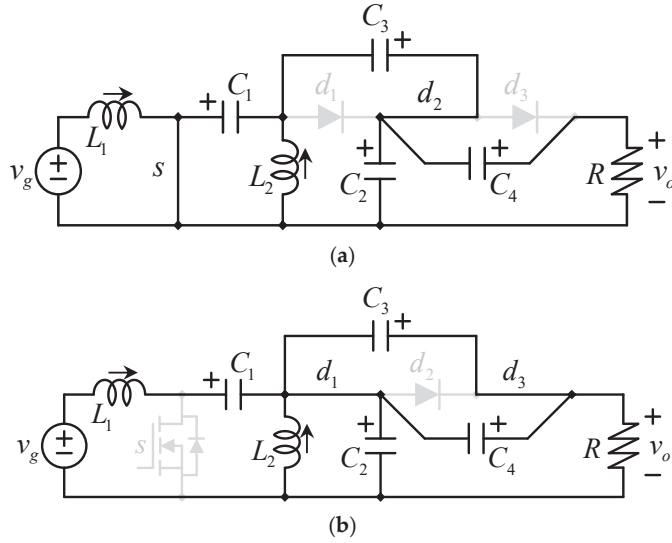 C3
+
C1
d1
d2
d3
+
L1
s
L2
C2
+
+
C4
R
+
vo
−
vg
+
−
(a)
C3
+
C1
d1
d2
d3
+
L1
s
L2
C2
+
+
C4
R
+
vo
−
vg
+
−
(b)